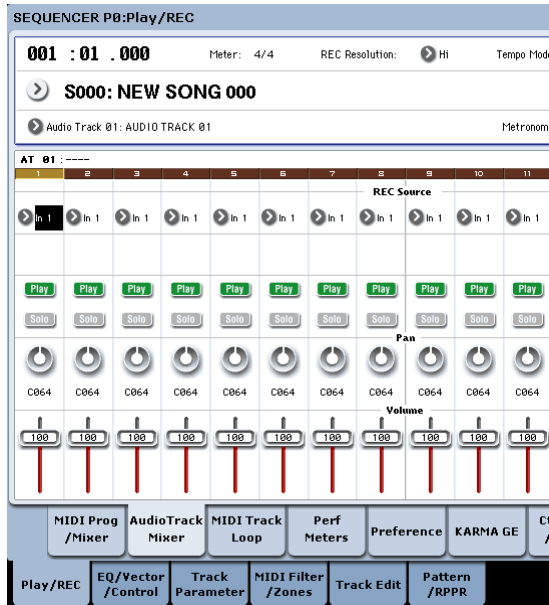 SEQUENCER P0:Play/REC
001 : 01 . 000 Meter: 4/4 REC Resolution: Hi Tempo Mod
S000: NEW SONG 000
Audio Track 01: AUDIO TRACK 01 Metronom
AT 01 :----
1 2 3 4 5 6 7 8 9 10 11
REC Source
In 1 In 1 In 1 In 1 In 1 In 1 In 1 In 1 In 1 In 1 In 1
Play Play Play Play Play Play Play Play Play Play Play
Solo Solo Solo Solo Solo Solo Solo Solo Solo Solo Solo
Pan
C064 C064 C064 C064 C064 C064 C064 C064 C064 C064 C064
Volume
100 100 100 100 100 100 100 100 100 100 100
MIDI Prog /Mixer AudioTrack Mixer MIDI Track Loop Perf Meters Preference KARMA GE
Play/REC EQ/Vector /Control Track Parameter MIDI Filter /Zones Track Edit Pattern /RPPR